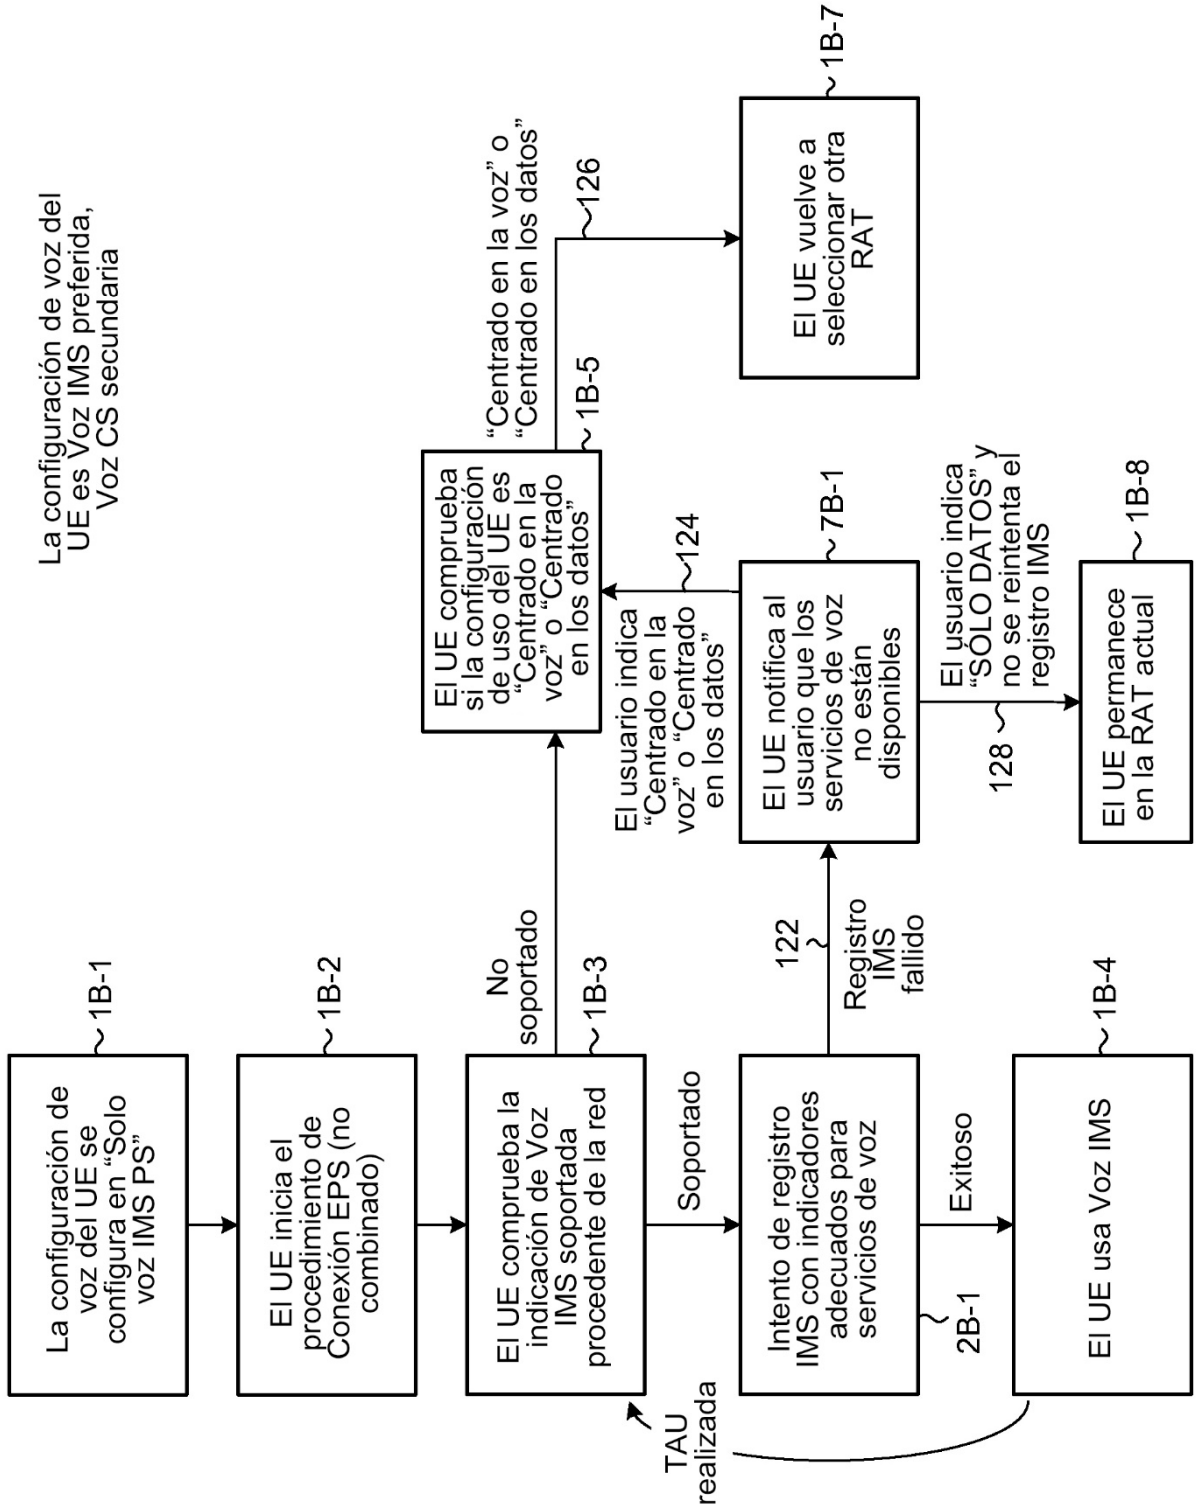 La configuración de voz del
UE es Voz IMS preferida,
Voz CS secundaria
La configuración de
voz del UE se
configura en “Solo
voz IMS PS”
1B-1
El UE inicia el
procedimiento de
Conexión EPS (no
combinado)
1B-2
El UE comprueba la
indicación de Voz
IMS soportada
procedente de la red
1B-3
No
soportado
El UE comprueba
si la configuración
de uso del UE es
“Centrado en la
voz” o “Centrado
en los datos”
1B-5
“Centrado en la voz” o
“Centrado en los datos”
126
El UE vuelve a
seleccionar otra
RAT
1B-7
Soportado
Intento de registro
IMS con indicadores
adecuados para
servicios de voz
2B-1
122
Registro
IMS
fallido
El UE notifica al
usuario que los
servicios de voz
no están
disponibles
7B-1
El usuario indica
“Centrado en la
voz” o “Centrado
en los datos”
124
El usuario indica
“SÓLO DATOS” y
no se reintenta el
registro IMS
128
El UE permanece
en la RAT actual
1B-8
Exitoso
El UE usa Voz IMS
1B-4
TAU
realizada